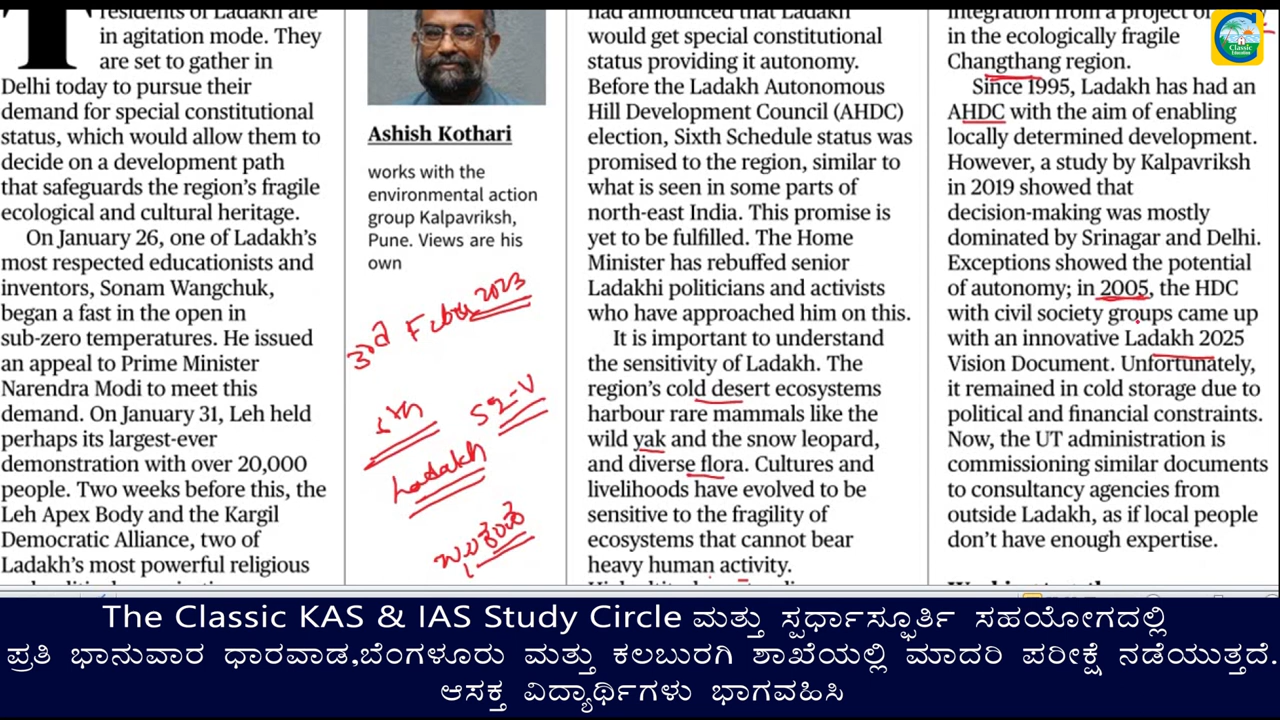 residents of Ladakh are
in agitation mode. They
are set to gather in
Delhi today to pursue their
demand for special constitutional
status, which would allow them to
decide on a development path
that safeguards the region's fragile
ecological and cultural heritage.
On January 26, one of Ladakh's
most respected educationists and
inventors, Sonam Wangchuk,
began a fast in the open in
sub-zero temperatures. He issued
an appeal to Prime Minister
Narendra Modi to meet this
demand. On January 31, Leh held
perhaps its largest-ever
demonstration with over 20,000
people. Two weeks before this, the
Leh Apex Body and the Kargil
Democratic Alliance, two of
Ladakh's most powerful religious
Ashish Kothari
works with the
environmental action
group Kalpavriksh,
Pune. Views are his
own
3rd 2023
Ladakh
had announced that Ladakh
would get special constitutional
status providing it autonomy.
Before the Ladakh Autonomous
Hill Development Council (AHDC)
election, Sixth Schedule status was
promised to the region, similar to
what is seen in some parts of
north-east India. This promise is
yet to be fulfilled. The Home
Minister has rebuffed senior
Ladakhi politicians and activists
who have approached him on this.
It is important to understand
the sensitivity of Ladakh. The
region's cold desert ecosystems
harbour rare mammals like the
wild yak and the snow leopard,
and diverse flora. Cultures and
livelihoods have evolved to be
sensitive to the fragility of
ecosystems that cannot bear
heavy human activity.
integration from a project of
in the ecologically fragile
Changthang region.
Since 1995, Ladakh has had an
AHDC with the aim of enabling
locally determined development.
However, a study by Kalpavriksh
in 2019 showed that
decision-making was mostly
dominated by Srinagar and Delhi.
Exceptions showed the potential
of autonomy; in 2005, the HDC
with civil society groups came up
with an innovative Ladakh 2025
Vision Document. Unfortunately,
it remained in cold storage due to
political and financial constraints.
Now, the UT administration is
commissioning similar documents
to consultancy agencies from
outside Ladakh, as if local people
don't have enough expertise.
Classic
Education
The Classic KAS & IAS Study Circle ಮತ್ತು ಸ್ಪರ್ಧಾಸ್ಫೂರ್ತಿ ಸಹಯೋಗದಲ್ಲಿ
ಪ್ರತಿ ಭಾನುವಾರ ಧಾರವಾಡ,ಬೆಂಗಳೂರು ಮತ್ತು ಕಲಬುರಗಿ ಶಾಖೆಯಲ್ಲಿ ಮಾದರಿ ಪರೀಕ್ಷೆ ನಡೆಯುತ್ತದೆ.
ಆಸಕ್ತ ವಿದ್ಯಾರ್ಥಿಗಳು ಭಾಗವಹಿಸಿ